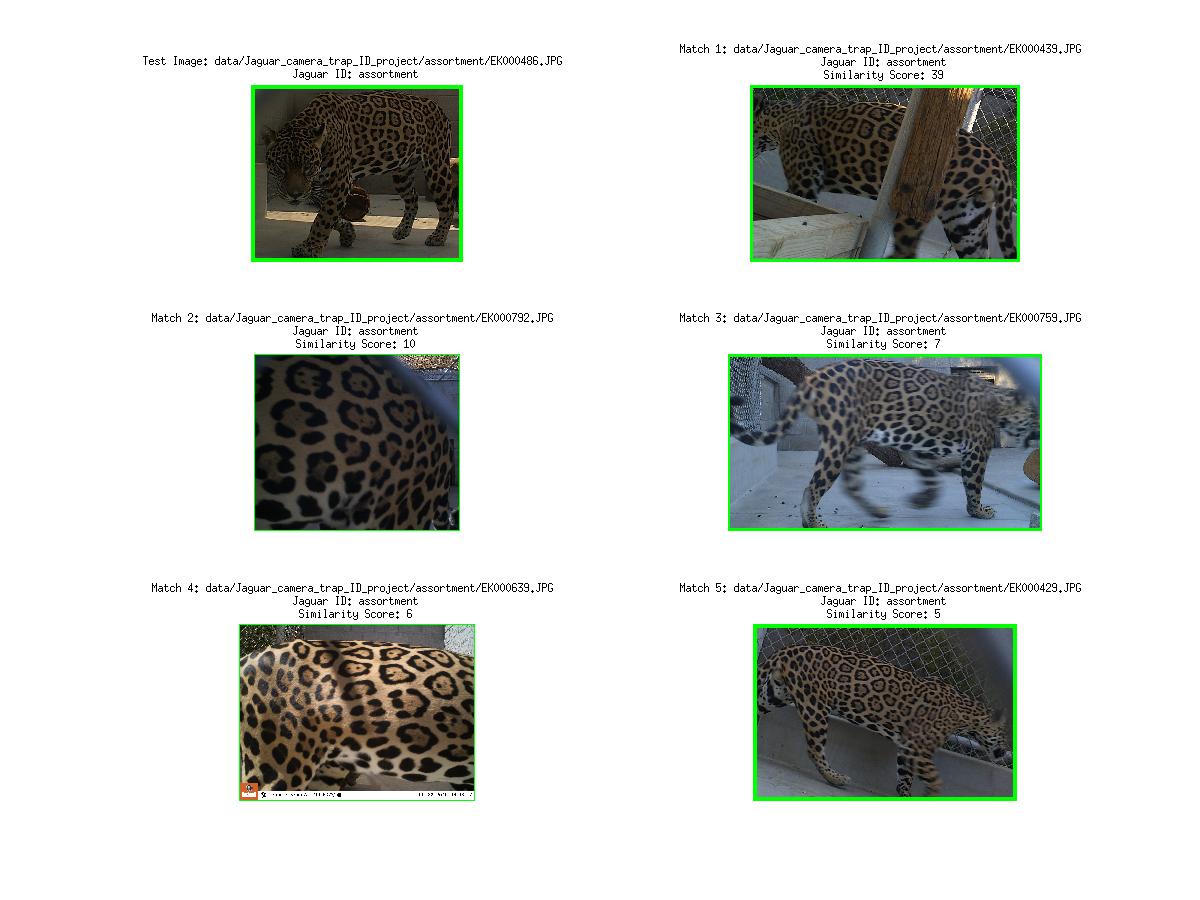 Test Image: data/Jaguar_camera_trap_ID_project/assortment/EK000486.JPG
Jaguar ID: assortment
Match 1: data/Jaguar_camera_trap_ID_project/assortment/EK000439.JPG
Jaguar ID: assortment
Similarity Score: 39
Match 2: data/Jaguar_camera_trap_ID_project/assortment/EK000792.JPG
Jaguar ID: assortment
Similarity Score: 10
Match 3: data/Jaguar_camera_trap_ID_project/assortment/EK000759.JPG
Jaguar ID: assortment
Similarity Score: 7
Match 4: data/Jaguar_camera_trap_ID_project/assortment/EK000639.JPG
Jaguar ID: assortment
Similarity Score: 6
Match 5: data/Jaguar_camera_trap_ID_project/assortment/EK000429.JPG
Jaguar ID: assortment
Similarity Score: 5